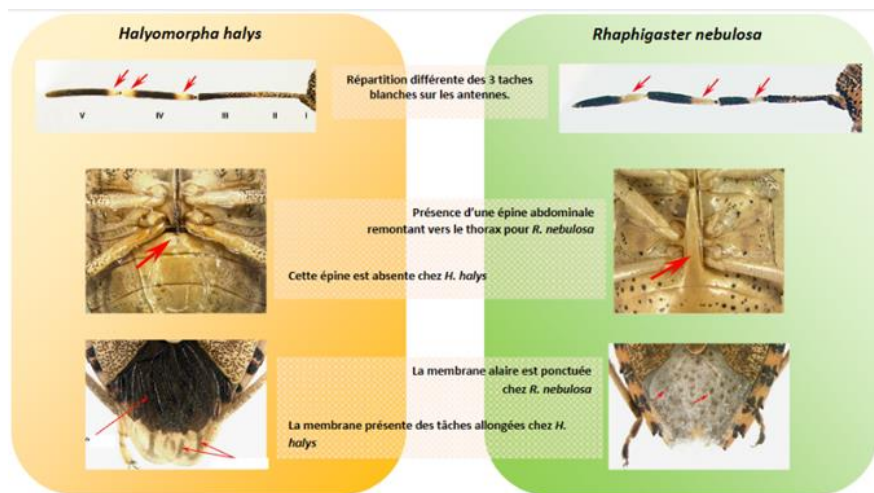 Halyomorpha halys
Rhaphigaster nebulosa
Répartition différente des 3 taches
blanches sur les antennes.
V IV III II I
Présence d'une épine abdominale
remontant vers le thorax pour R. nebulosa
Cette épine est absente chez H. halys
La membrane alaire est ponctuée
chez R. nebulosa
La membrane présente des tâches allongées chez H.
halys